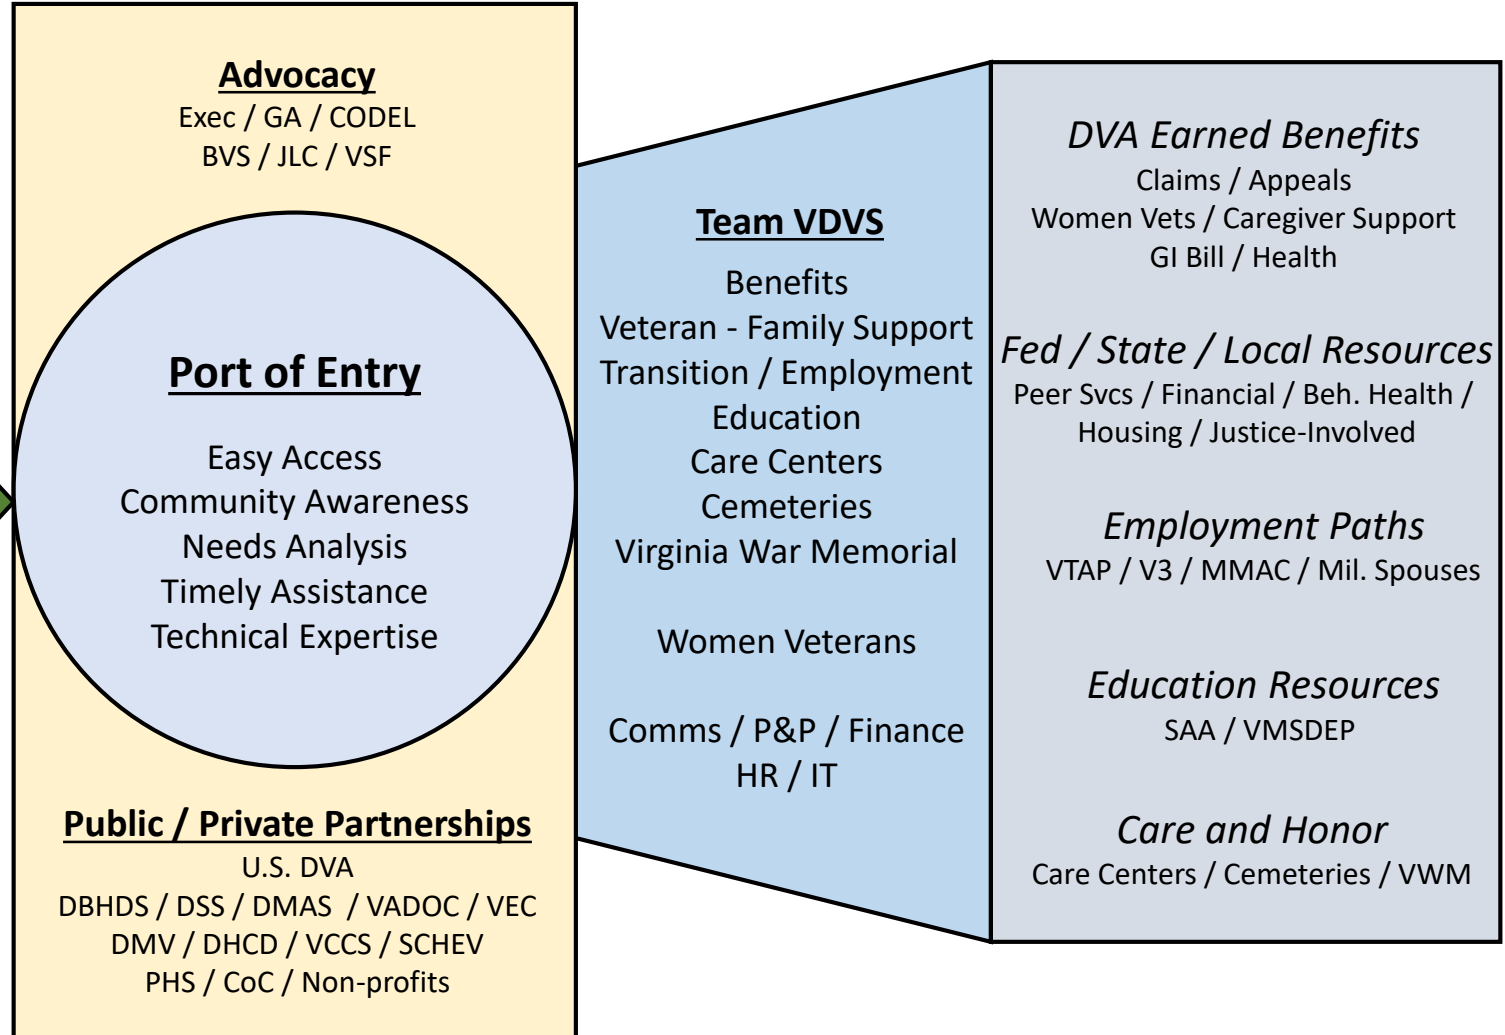 Advocacy
Exec / GA / CODEL
BVS / JLC / VSF
Port of Entry
Easy Access
Community Awareness
Needs Analysis
Timely Assistance
Technical Expertise
Public / Private Partnerships
U.S. DVA
DBHDS / DSS / DMAS / VADOC / VEC
DMV / DHCD / VCCS / SCHEV
PHS / CoC / Non-profits
Team VDVS
Benefits
Veteran - Family Support
Transition / Employment
Education
Care Centers
Cemeteries
Virginia War Memorial
Women Veterans
Comms / P&P / Finance
HR / IT
DVA Earned Benefits
Claims / Appeals
Women Vets / Caregiver Support
GI Bill / Health
Fed / State / Local Resources
Peer Svcs / Financial / Beh. Health /
Housing / Justice-Involved
Employment Paths
VTAP / V3 / MMAC / Mil. Spouses
Education Resources
SAA / VMSDEP
Care and Honor
Care Centers / Cemeteries / VWM